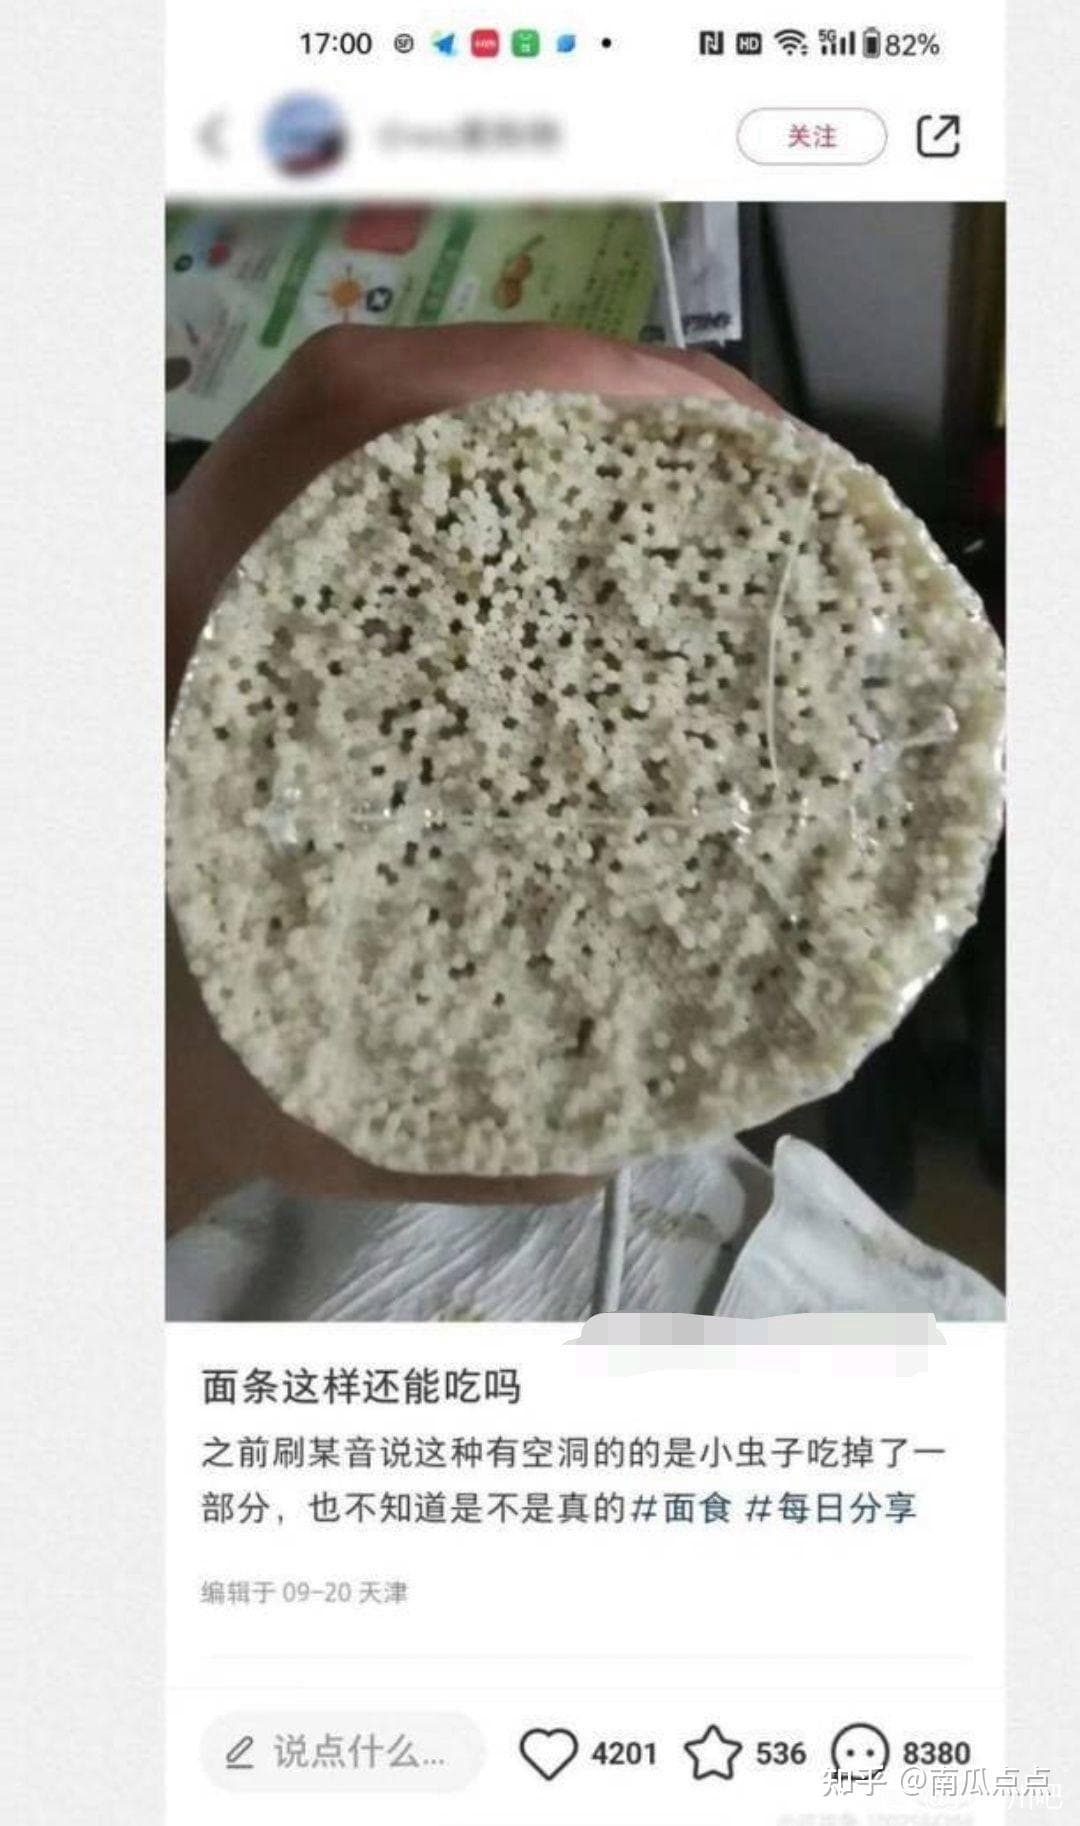 17:00
HD
5G
82%
关注
面条这样还能吃吗
之前刷某音说这种有空洞的的是小虫子吃掉了一
部分，也不知道是不是真的#面食 #每日分享
编辑于 09-20 天津
说点什么...
4201
536
8380
知乎 @南瓜点点